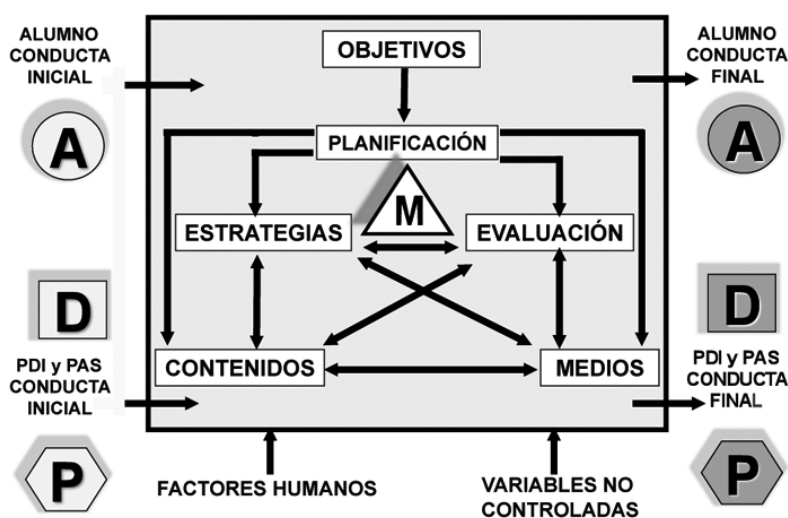 ALUMNO
CONDUCTA
INICIAL
A
D
PDI y PAS
CONDUCTA
INICIAL
P
OBJETIVOS
PLANIFICACIÓN
M
ESTRATEGIAS
EVALUACIÓN
CONTENIDOS
MEDIOS
FACTORES HUMANOS
VARIABLES NO
CONTROLADAS
ALUMNO
CONDUCTA
FINAL
A
D
PDI y PAS
CONDUCTA
FINAL
P